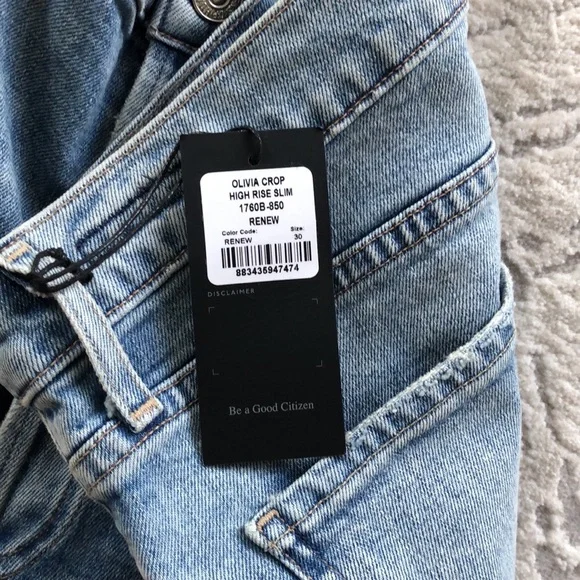 OLIVIA CROP
HIGH RISE SLIM
1760B-850
RENEW
Color Code: Size:
RENEW 30
883435947474
DISCLAIMER
Be a Good Citizen